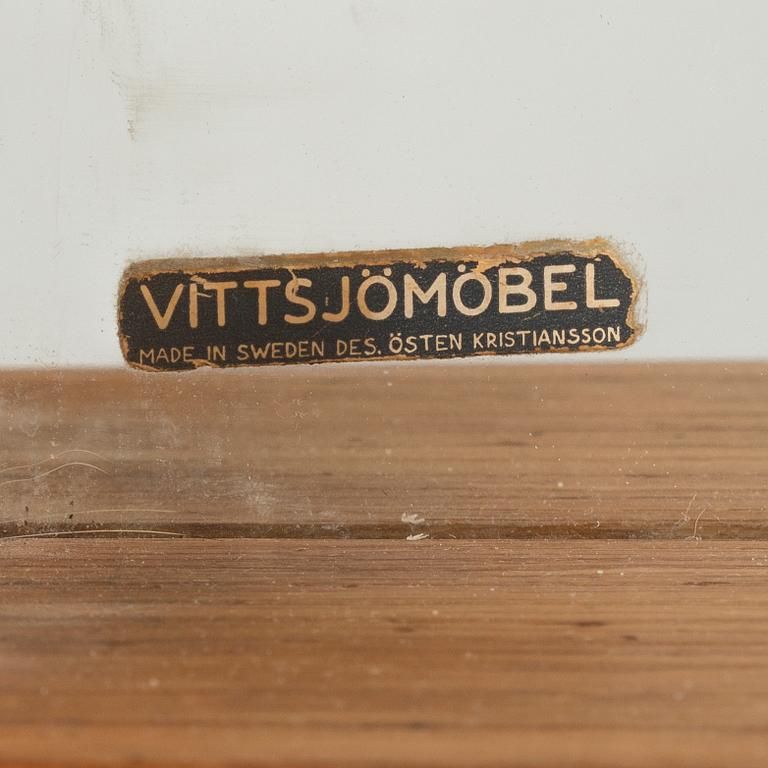 VITTSJÖMÖBEL
MADE IN SWEDEN DES. ÖSTEN KRISTIANSSON